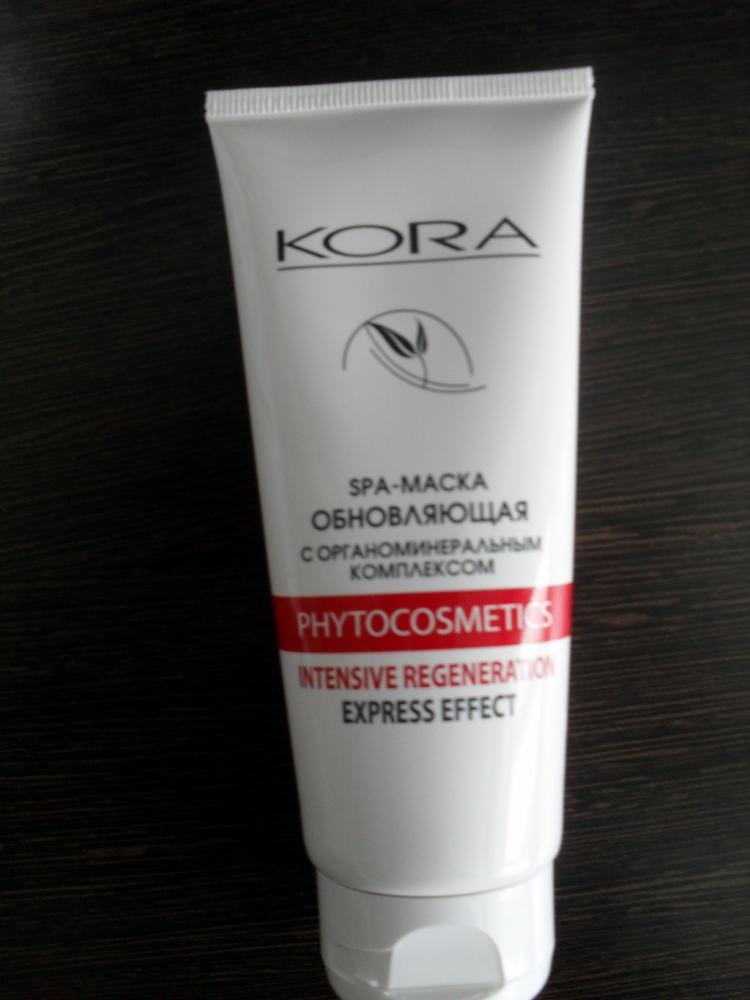 KORA
SPA-МАСКА
ОБНОВЛЯЮЩАЯ
С ОРГАНОМИНЕРАЛЬНЫМ
КОМПЛЕКСОМ
PHYTOCOSMETICS
INTENSIVE REGENERATION
EXPRESS EFFECT